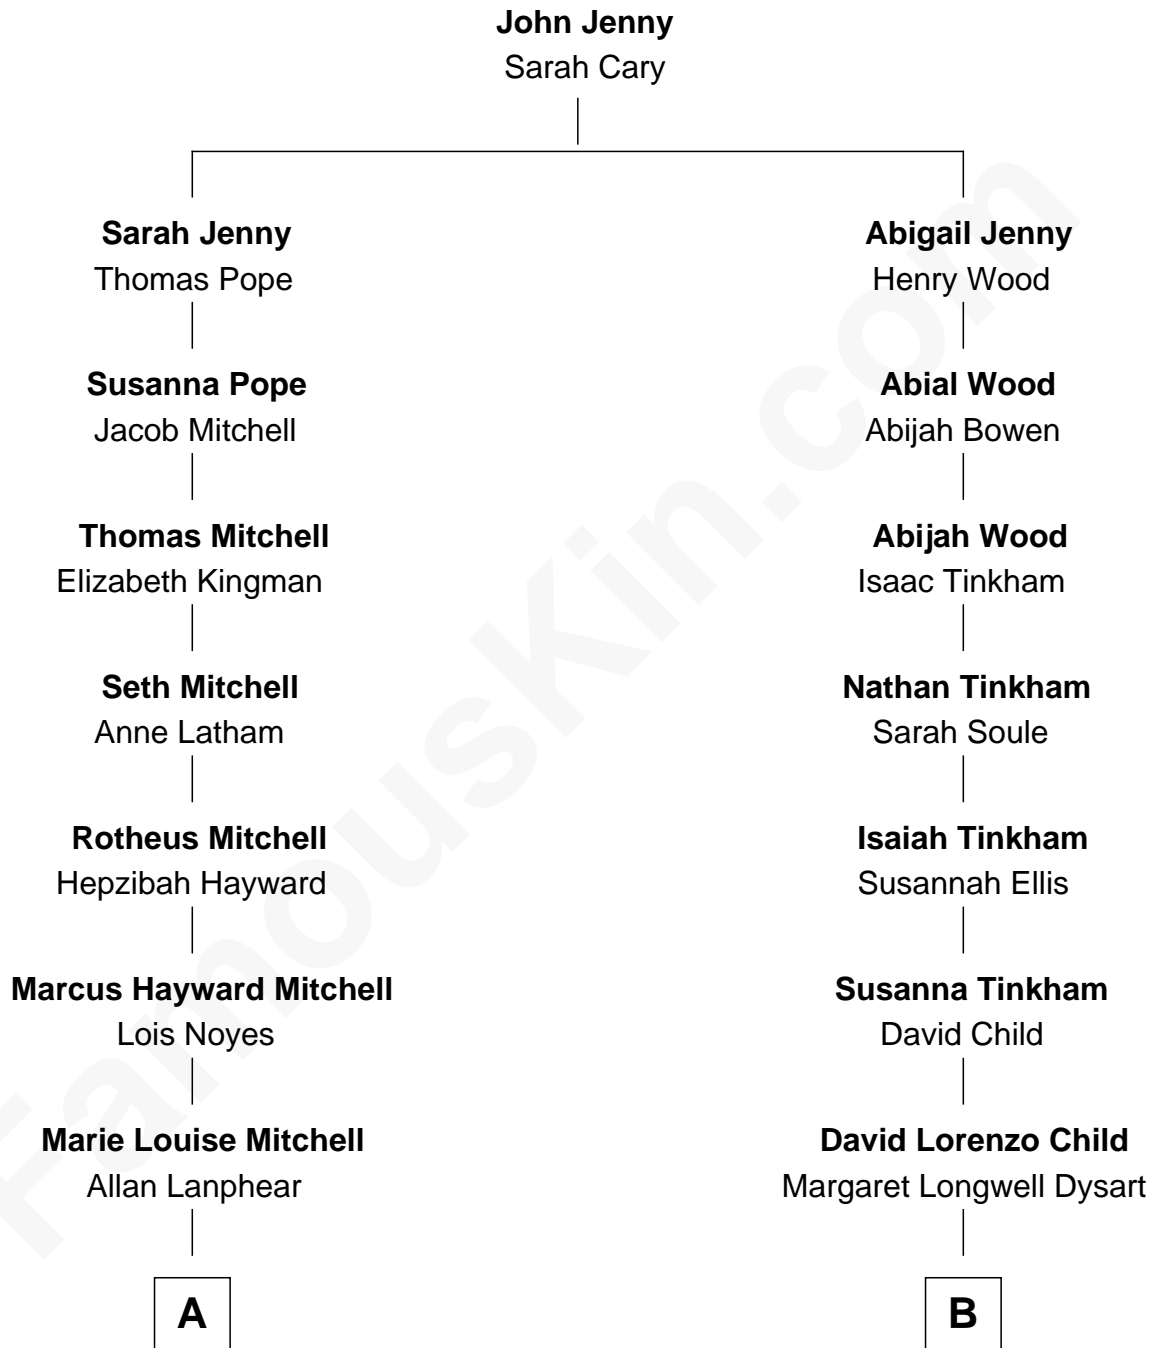 John Jenny
Sarah Cary
Sarah Jenny
Thomas Pope
Abigail Jenny
Henry Wood
Susanna Pope
Jacob Mitchell
Abial Wood
Abijah Bowen
Thomas Mitchell
Elizabeth Kingman
Abijah Wood
Isaac Tinkham
Seth Mitchell
Anne Latham
Nathan Tinkham
Sarah Soule
Rotheus Mitchell
Hepzibah Hayward
Isaiah Tinkham
Susannah Ellis
Marcus Hayward Mitchell
Lois Noyes
Susanna Tinkham
David Child
Marie Louise Mitchell
Allan Lanphear
David Lorenzo Child
Margaret Longwell Dysart
A
B
FamousKin.com